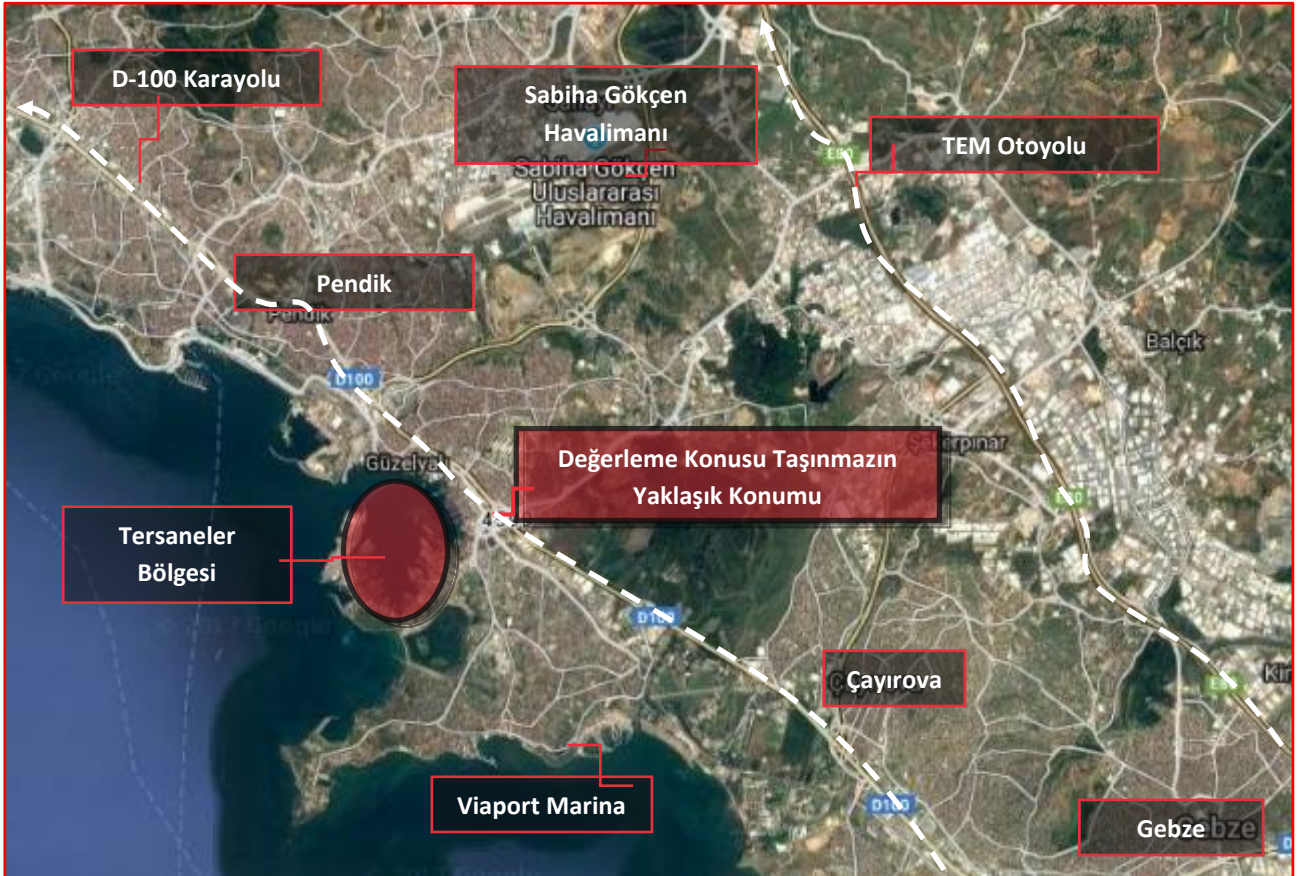 D-100 Karayolu
Sabiha Gökçen
Havalimanı
TEM Otoyolu
E80
Sabiha Gökçen
Uluslararası
Havalimanı
Pendik
Pendik
Balçık
D100
Değerleme Konusu Taşınmazın
Yaklaşık Konumu
Güzelyalı
E80
Tersaneler
Bölgesi
D100
Çayırova
E80
Viaport Marina
D100
Gebze
Gebze